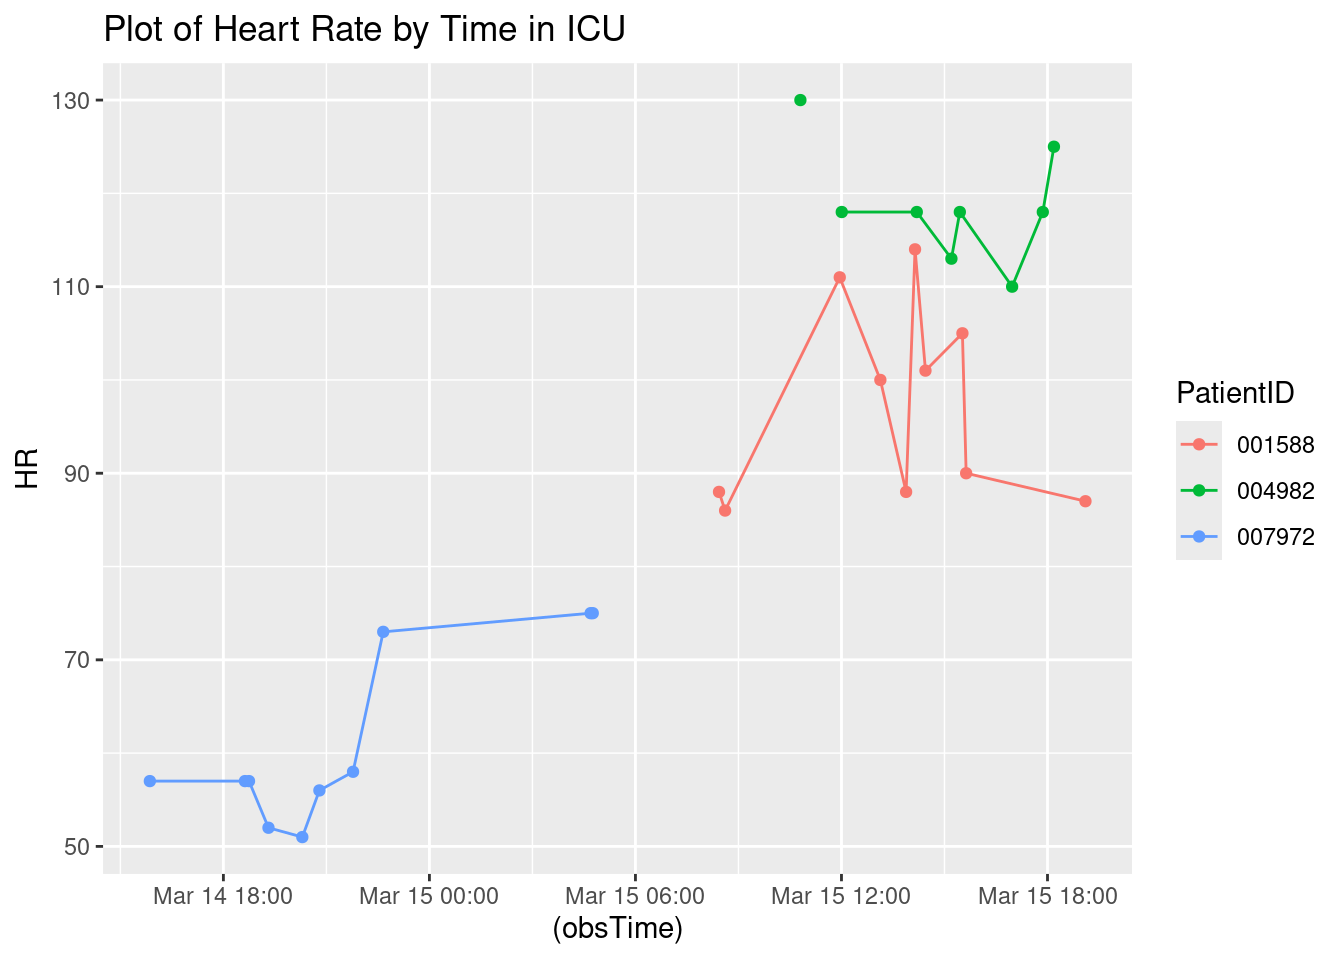 Plot of Heart Rate by Time in ICU
130
110
90
70
50
HR
Mar 14 18:00
Mar 15 00:00
Mar 15 06:00
Mar 15 12:00
Mar 15 18:00
(obsTime)
PatientID
001588
004982
007972